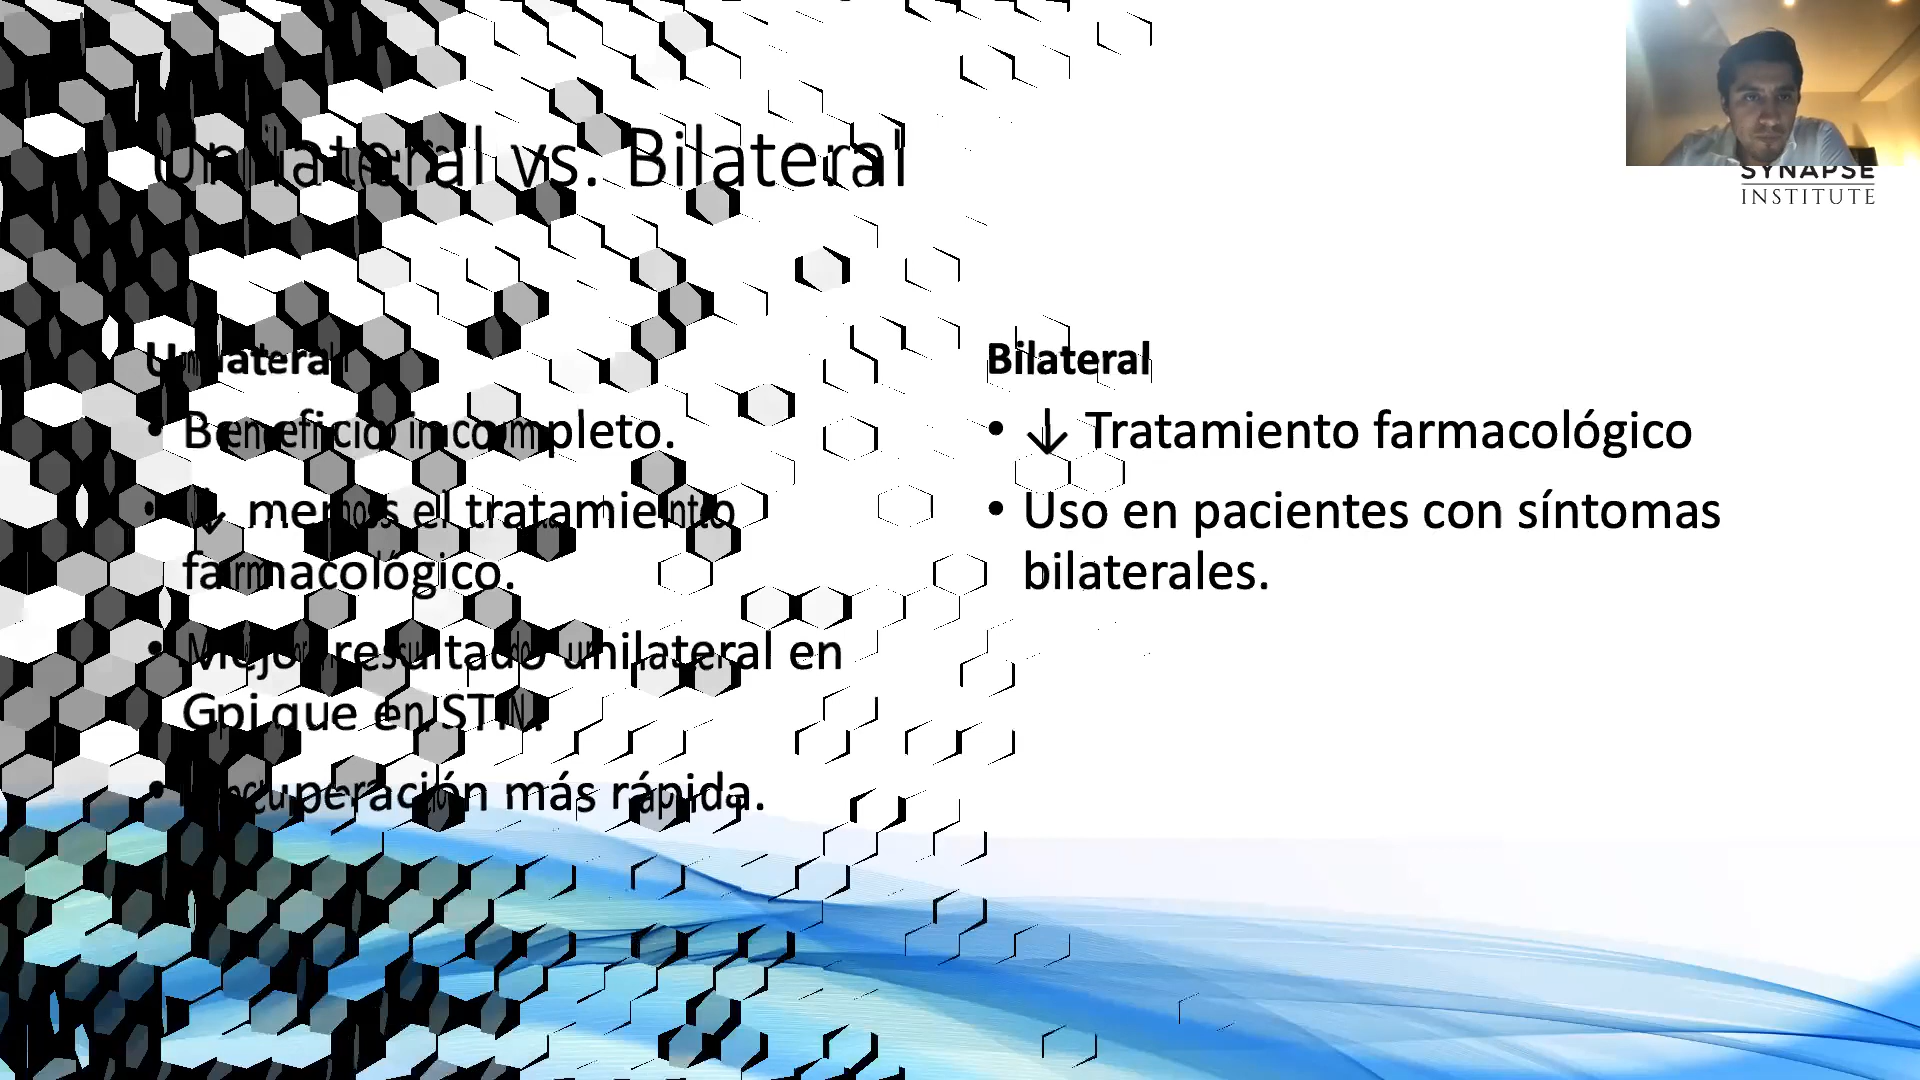 Unilateral vs. Bilateral
SYNAPSE
INSTITUTE
Unilateral
• Beneficio incompleto.
• ↓ menos el tratamiento
farmacológico.
• Mejor resultado unilateral en
Gpi que en STN.
• Recuperación más rápida.
Bilateral
• ↓ Tratamiento farmacológico
• Uso en pacientes con síntomas
bilaterales.